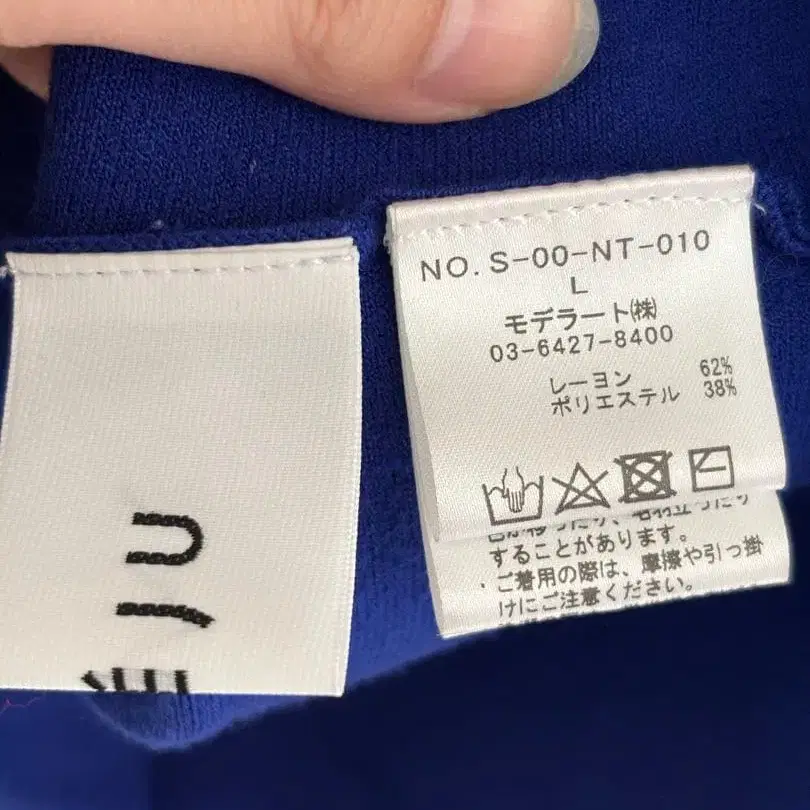 NO. S-00-NT-010
L
モデラート(株)
03-6427-8400
レーヨン 62%
ポリエステル 38%
することがあります。
・ご着用の際は、摩擦や引っ掛
けにご注意ください。